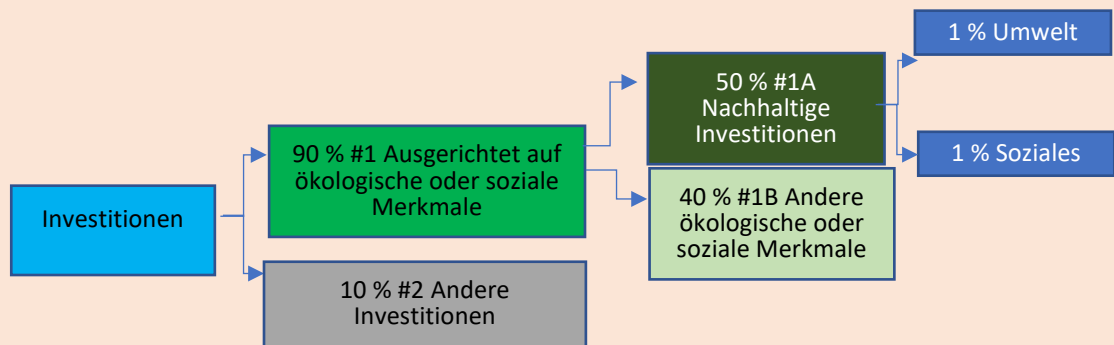 Investitionen
90 % #1 Ausgerichtet auf
ökologische oder soziale
Merkmale
10 % #2 Andere
Investitionen
50 % #1A
Nachhaltige
Investitionen
40 % #1B Andere
ökologische oder
soziale Merkmale
1 % Umwelt
1 % Soziales